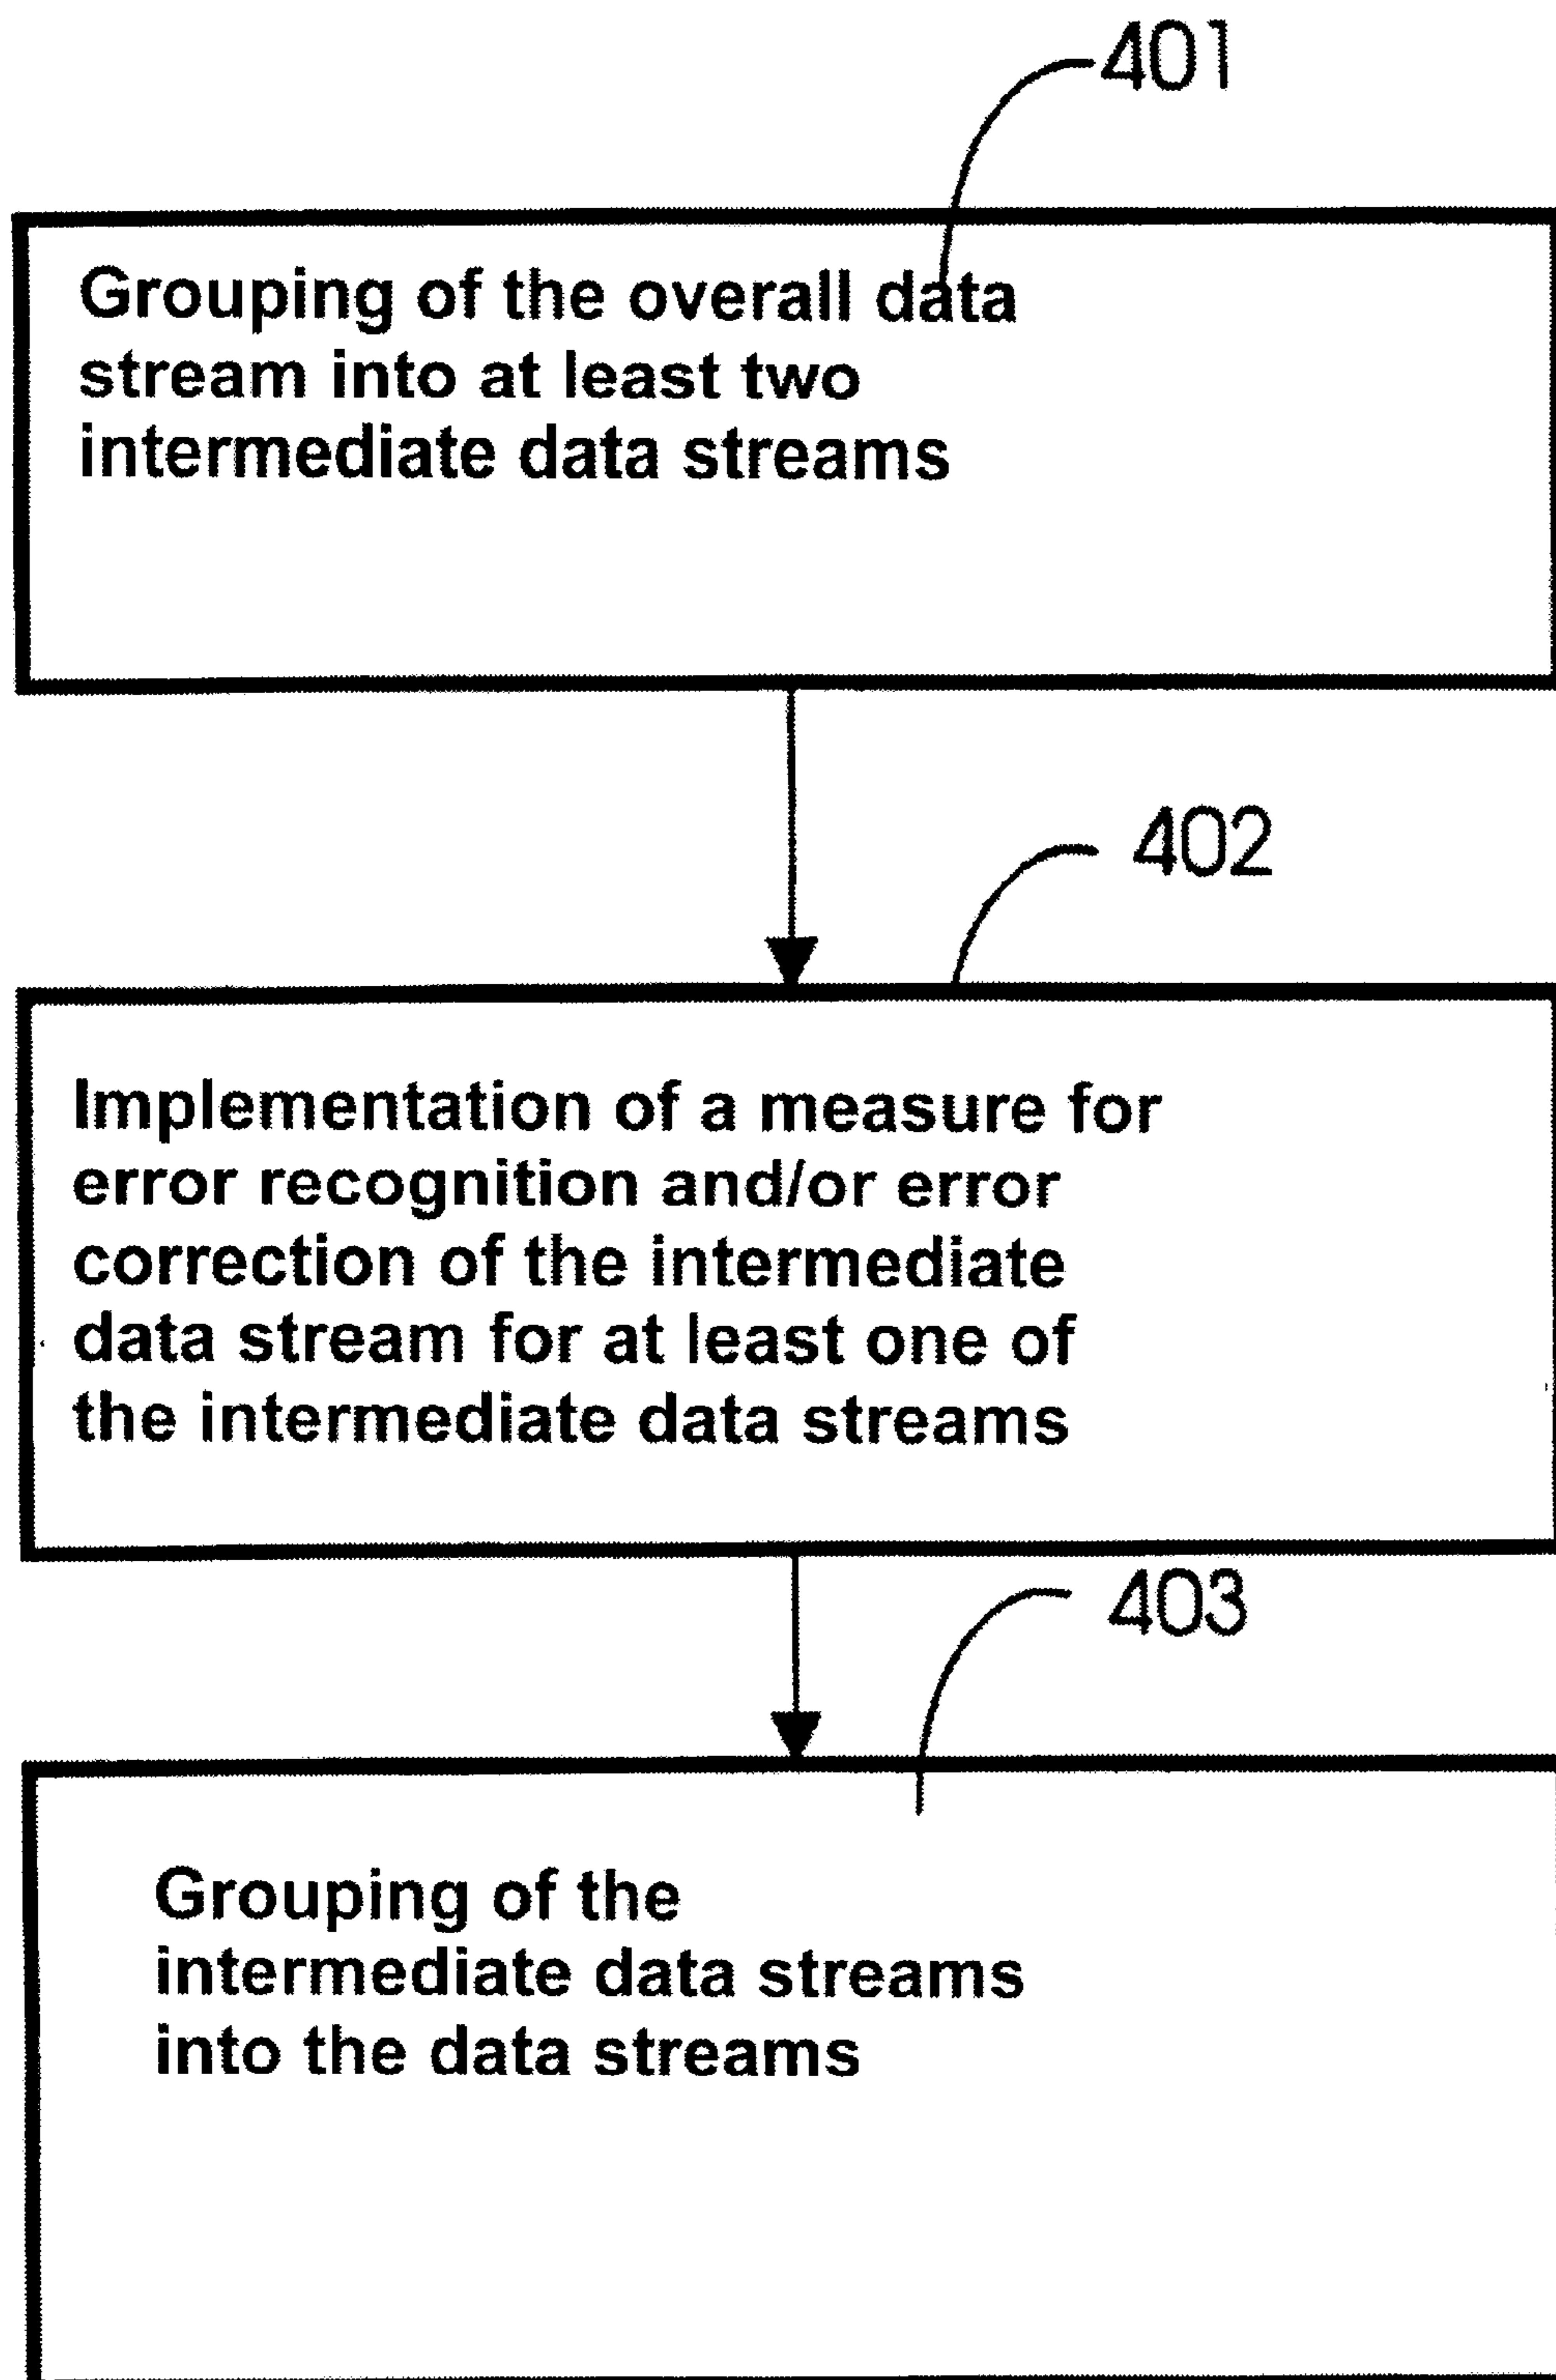 401
Grouping of the overall data
stream into at least two
intermediate data streams
402
Implementation of a measure for
error recognition and/or error
correction of the intermediate
data stream for at least one of
the intermediate data streams
403
Grouping of the
intermediate data streams
into the data streams